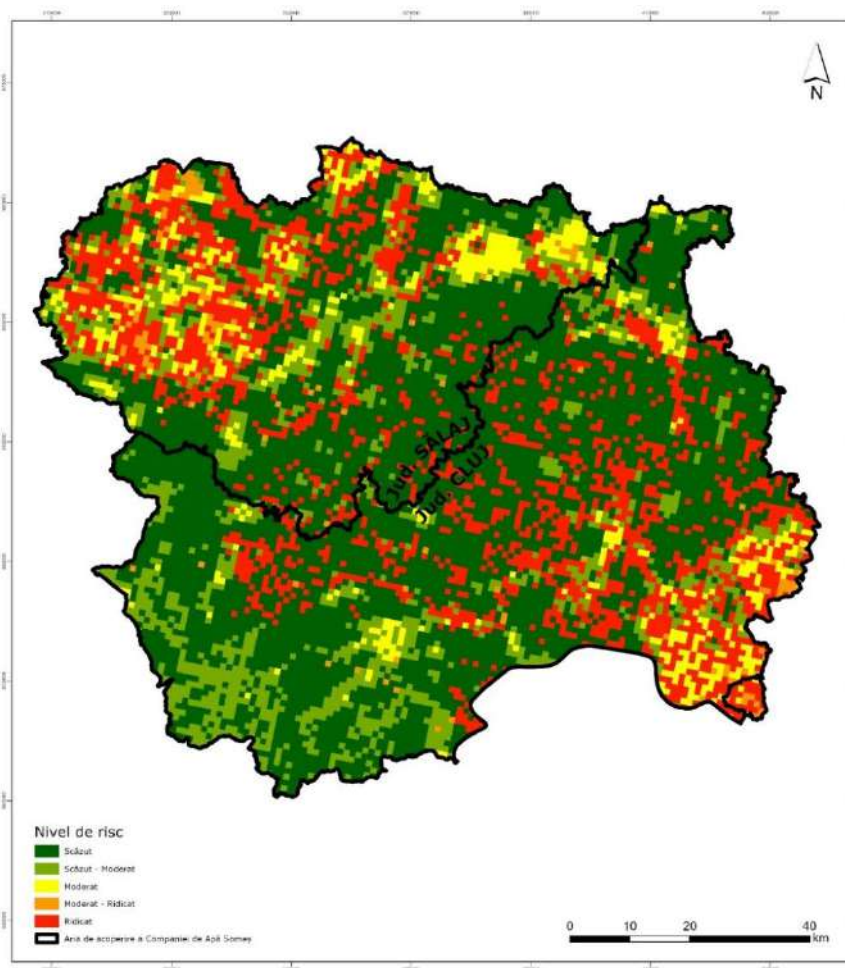 N
Jud. SĂLAJ
Jud. CLUJ
Nivel de risc
Scăzut
Scăzut - Moderat
Moderat
Moderat - Ridicat
Ridicat
Aria de acoperire a Companiei de Apă Someș
0 10 20 40
km